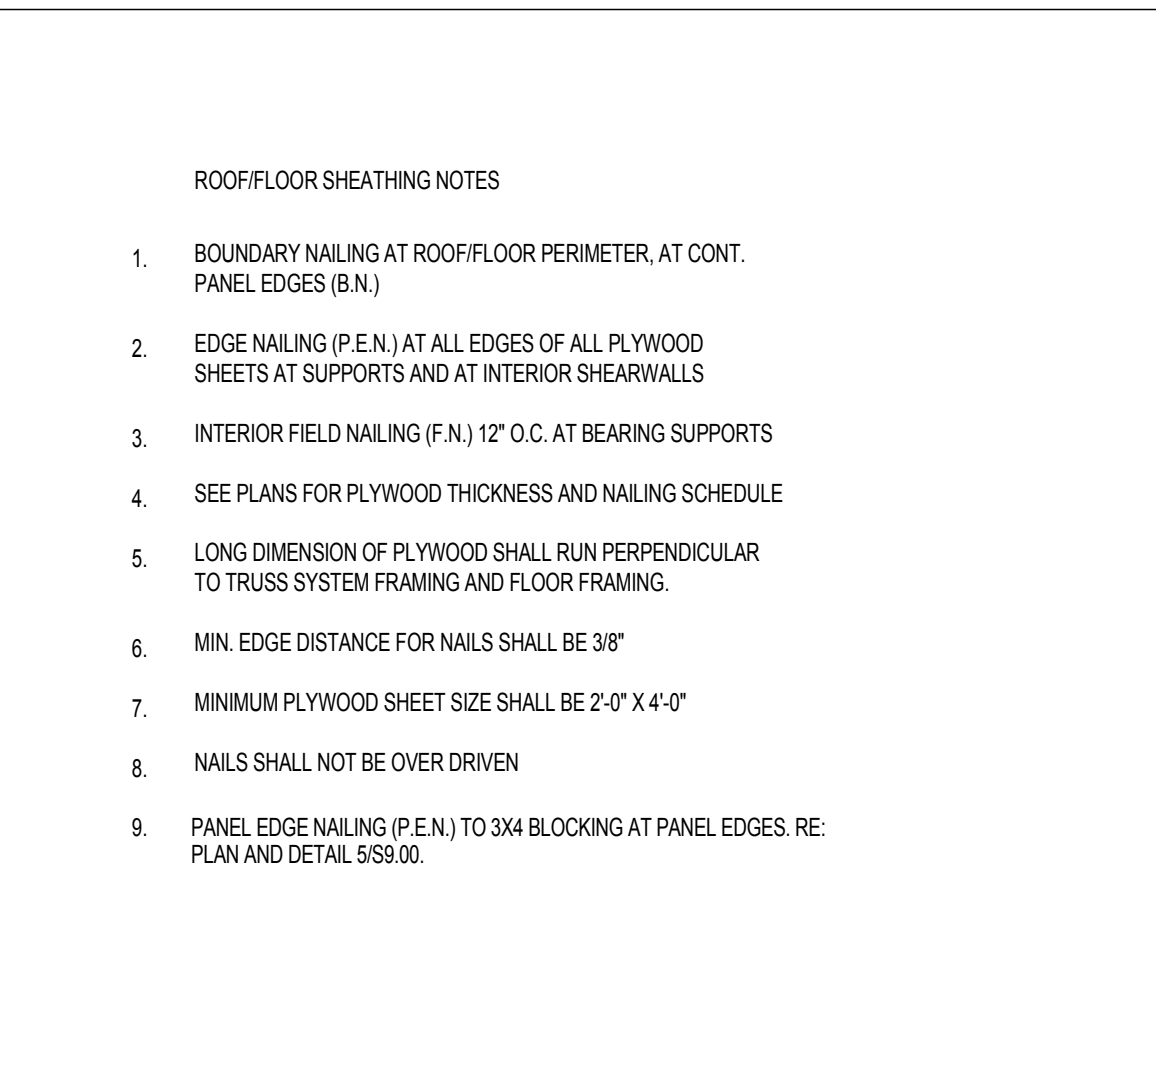 ROOF/FLOOR SHEATHING NOTES
1. BOUNDARY NAILING AT ROOF/FLOOR PERIMETER, AT CONT.
PANEL EDGES (B.N.)
2. EDGE NAILING (P.E.N.) AT ALL EDGES OF ALL PLYWOOD
SHEETS AT SUPPORTS AND AT INTERIOR SHEARWALLS
3. INTERIOR FIELD NAILING (F.N.) 12" O.C. AT BEARING SUPPORTS
4. SEE PLANS FOR PLYWOOD THICKNESS AND NAILING SCHEDULE
5. LONG DIMENSION OF PLYWOOD SHALL RUN PERPENDICULAR
TO TRUSS SYSTEM FRAMING AND FLOOR FRAMING.
6. MIN. EDGE DISTANCE FOR NAILS SHALL BE 3/8"
7. MINIMUM PLYWOOD SHEET SIZE SHALL BE 2'-0" X 4'-0"
8. NAILS SHALL NOT BE OVER DRIVEN
9. PANEL EDGE NAILING (P.E.N.) TO 3X4 BLOCKING AT PANEL EDGES. RE:
PLAN AND DETAIL 5/S9.00.